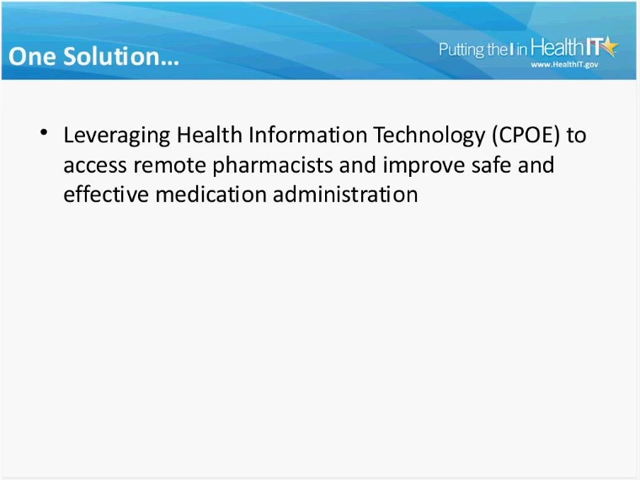 One Solution...
Putting the I in Health IT
www.HealthIT.gov
• Leveraging Health Information Technology (CPOE) to
access remote pharmacists and improve safe and
effective medication administration